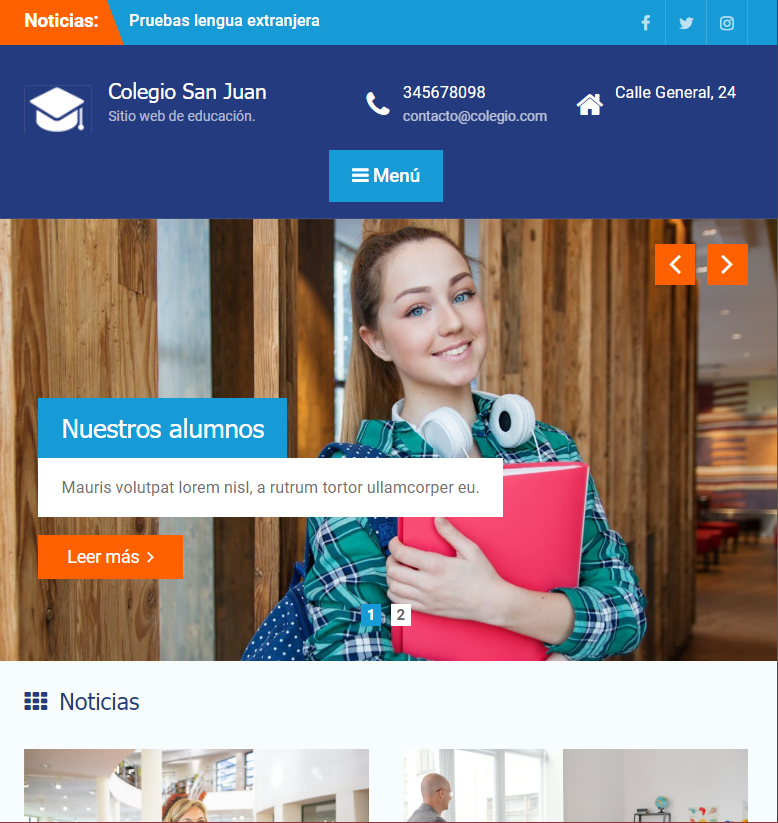 Noticias:
Pruebas lengua extranjera
Colegio San Juan
Sitio web de educación.
345678098
contacto@colegio.com
Calle General, 24
Menú
Nuestros alumnos
Mauris volutpat lorem nisl, a rutrum tortor ullamcorper eu.
Leer más
1 2
Noticias